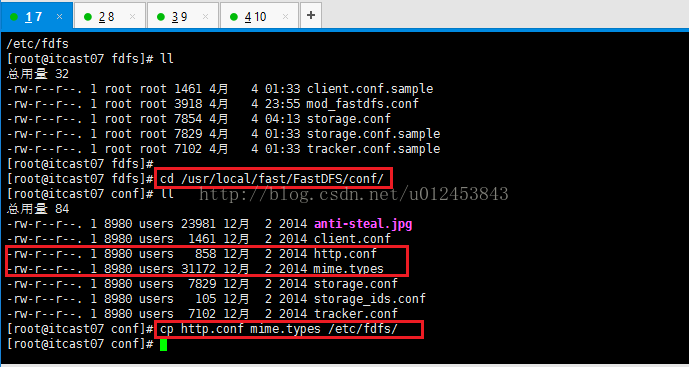 1 7 × 2 8 × 3 9 × 4 10 × +
/etc/fdfs
[root@itcast07 fdfs]# ll
总用量 32
-rw-r--r--. 1 root root 1461 4月   4 01:33 client.conf.sample
-rw-r--r--. 1 root root 3918 4月   4 23:55 mod_fastdfs.conf
-rw-r--r--. 1 root root 7854 4月   4 04:13 storage.conf
-rw-r--r--. 1 root root 7829 4月   4 01:33 storage.conf.sample
-rw-r--r--. 1 root root 7102 4月   4 01:33 tracker.conf.sample
[root@itcast07 fdfs]#
[root@itcast07 fdfs]# cd /usr/local/fast/FastDFS/conf/
[root@itcast07 conf]# ll
http://blog.csdn.net/u012453843
总用量 84
-rw-r--r--. 1 8980 users 23981 12月  2 2014 anti-steal.jpg
-rw-r--r--. 1 8980 users  1461 12月  2 2014 client.conf
-rw-r--r--. 1 8980 users   858 12月  2 2014 http.conf
-rw-r--r--. 1 8980 users 31172 12月  2 2014 mime.types
-rw-r--r--. 1 8980 users  7829 12月  2 2014 storage.conf
-rw-r--r--. 1 8980 users   105 12月  2 2014 storage_ids.conf
-rw-r--r--. 1 8980 users  7102 12月  2 2014 tracker.conf
[root@itcast07 conf]# cp http.conf mime.types /etc/fdfs/
[root@itcast07 conf]#